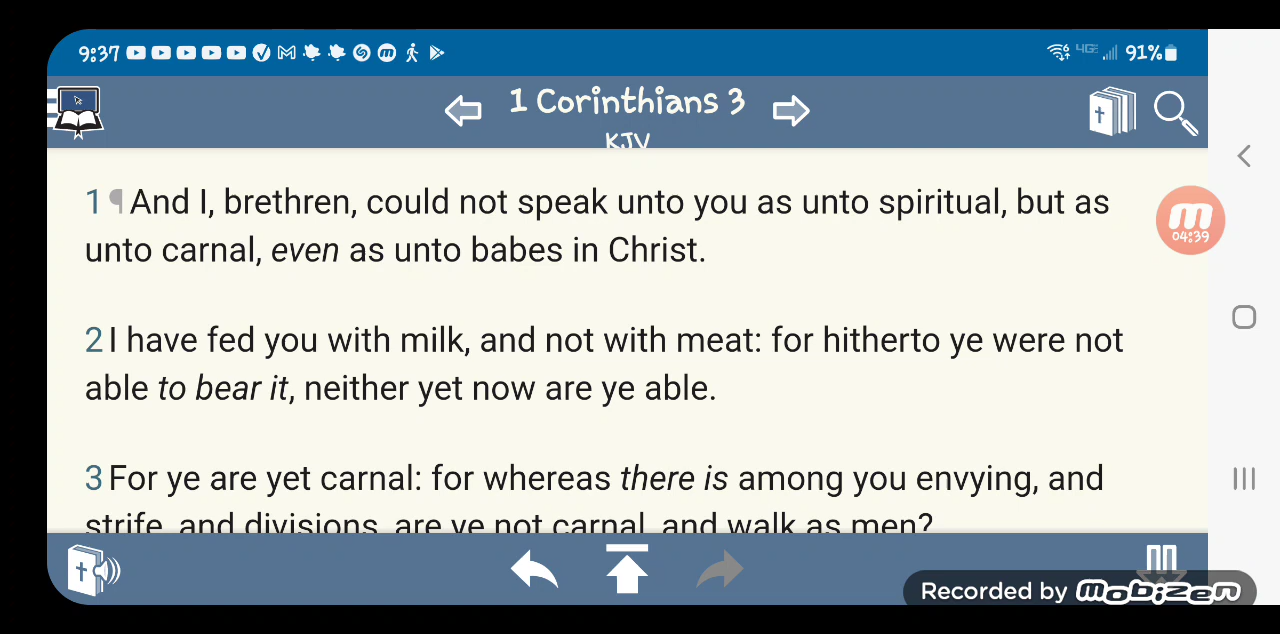 9:37 4GE 91%
1 Corinthians 3
KJV
1 ¶ And I, brethren, could not speak unto you as unto spiritual, but as
unto carnal, even as unto babes in Christ.
04:39
2 I have fed you with milk, and not with meat: for hitherto ye were not
able to bear it, neither yet now are ye able.
3 For ye are yet carnal: for whereas there is among you envying, and
strife, and divisions, are ye not carnal, and walk as men?
Recorded by mobizen